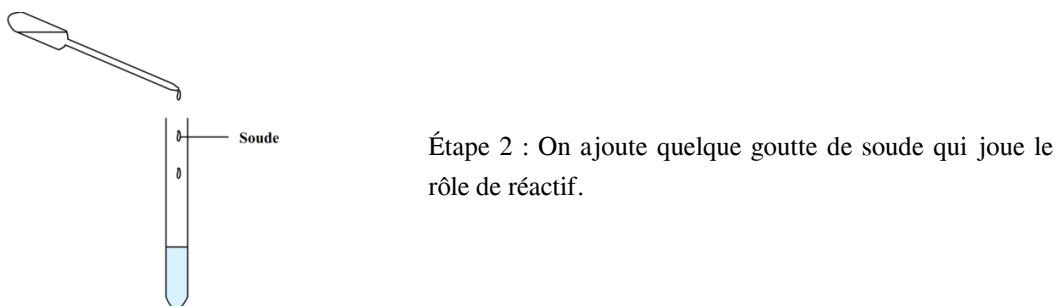 Soude
Étape 2 : On ajoute quelque goutte de soude qui joue le
rôle de réactif.